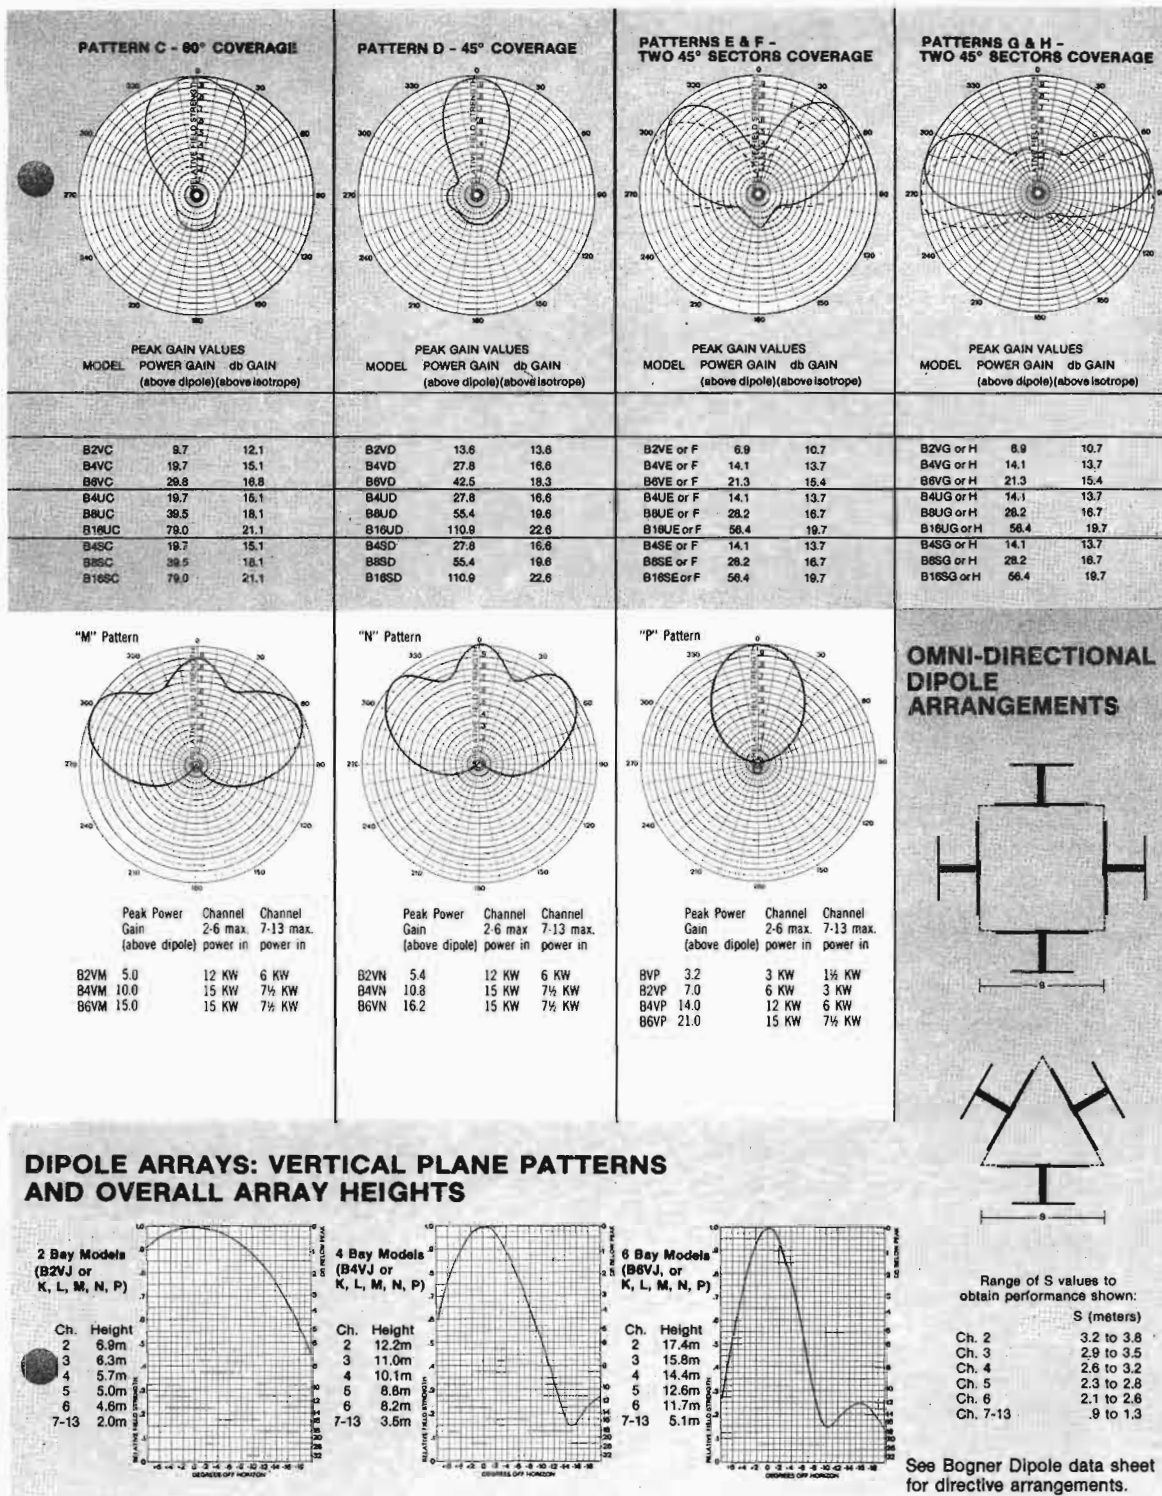 PATTERN C - 60° COVERAGE
PEAK GAIN VALUES
MODEL POWER GAIN db GAIN
(above dipole)(above isotrope)
B2VC 9.7 12.1
B4VC 19.7 15.1
B6VC 29.8 16.8
B4UC 19.7 15.1
B8UC 39.5 18.1
B16UC 79.0 21.1
B4SC 19.7 15.1
B8SC 39.5 18.1
B16SC 79.0 21.1
PATTERN D - 45° COVERAGE
PEAK GAIN VALUES
MODEL POWER GAIN db GAIN
(above dipole)(above isotrope)
B2VD 13.6 13.6
B4VD 27.8 16.6
B6VD 42.5 18.3
B4UD 27.8 16.6
B8UD 55.4 19.6
B16UD 110.9 22.6
B4SD 27.8 16.6
B8SD 55.4 19.6
B16SD 110.9 22.6
PATTERNS E & F -
TWO 45° SECTORS COVERAGE
PEAK GAIN VALUES
MODEL POWER GAIN db GAIN
(above dipole)(above isotrope)
B2VE or F 6.9 10.7
B4VE or F 14.1 13.7
B6VE or F 21.3 15.4
B4UE or F 14.1 13.7
B8UE or F 28.2 16.7
B16UE or F 56.4 19.7
B4SE or F 14.1 13.7
B8SE or F 28.2 16.7
B16SE or F 56.4 19.7
PATTERNS G & H -
TWO 45° SECTORS COVERAGE
PEAK GAIN VALUES
MODEL POWER GAIN db GAIN
(above dipole)(above isotrope)
B2VG or H 6.9 10.7
B4VG or H 14.1 13.7
B6VG or H 21.3 15.4
B4UG or H 14.1 13.7
B8UG or H 28.2 16.7
B16UG or H 56.4 19.7
B4SG or H 14.1 13.7
B8SG or H 28.2 16.7
B16SG or H 56.4 19.7
"M" Pattern
Peak Power Channel Channel
Gain 2-6 max. 7-13 max.
(above dipole) power in power in
B2VM 5.0 12 KW 6 KW
B4VM 10.0 15 KW 7½ KW
B6VM 15.0 15 KW 7½ KW
"N" Pattern
Peak Power Channel Channel
Gain 2-6 max 7-13 max.
(above dipole) power in power in
B2VN 5.4 12 KW 6 KW
B4VN 10.8 15 KW 7½ KW
B6VN 16.2 15 KW 7½ KW
"P" Pattern
Peak Power Channel Channel
Gain 2-6 max. 7-13 max.
(above dipole) power in power in
BVP 3.2 3 KW 1½ KW
B2VP 7.0 6 KW 3 KW
B4VP 14.0 12 KW 6 KW
B6VP 21.0 15 KW 7½ KW
OMNI-DIRECTIONAL
DIPOLE
ARRANGEMENTS
S
S
Range of S values to
obtain performance shown:
S (meters)
Ch. 2 3.2 to 3.8
Ch. 3 2.9 to 3.5
Ch. 4 2.6 to 3.2
Ch. 5 2.3 to 2.8
Ch. 6 2.1 to 2.6
Ch. 7-13 .9 to 1.3
See Bogner Dipole data sheet
for directive arrangements.
DIPOLE ARRAYS: VERTICAL PLANE PATTERNS
AND OVERALL ARRAY HEIGHTS
2 Bay Models
(B2VJ or
K, L, M, N, P)
Ch. Height
2 6.9m
3 6.3m
4 5.7m
5 5.0m
6 4.6m
7-13 2.0m
RELATIVE FIELD STRENGTH
DB BELOW PEAK
DEGREES OFF HORIZON
4 Bay Models
(B4VJ or
K, L, M, N, P)
Ch. Height
2 12.2m
3 11.0m
4 10.1m
5 8.8m
6 8.2m
7-13 3.5m
RELATIVE FIELD STRENGTH
DB BELOW PEAK
DEGREES OFF HORIZON
6 Bay Models
(B6VJ, or
K, L, M, N, P)
Ch. Height
2 17.4m
3 15.8m
4 14.4m
5 12.6m
6 11.7m
7-13 5.1m
RELATIVE FIELD STRENGTH
DB BELOW PEAK
DEGREES OFF HORIZON